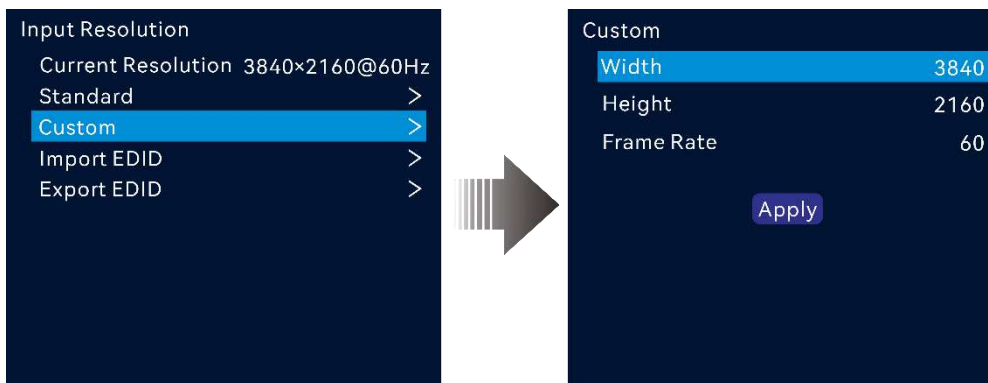 Input Resolution
Current Resolution 3840×2160@60Hz
Standard >
Custom >
Import EDID >
Export EDID >
Custom
Width 3840
Height 2160
Frame Rate 60
Apply